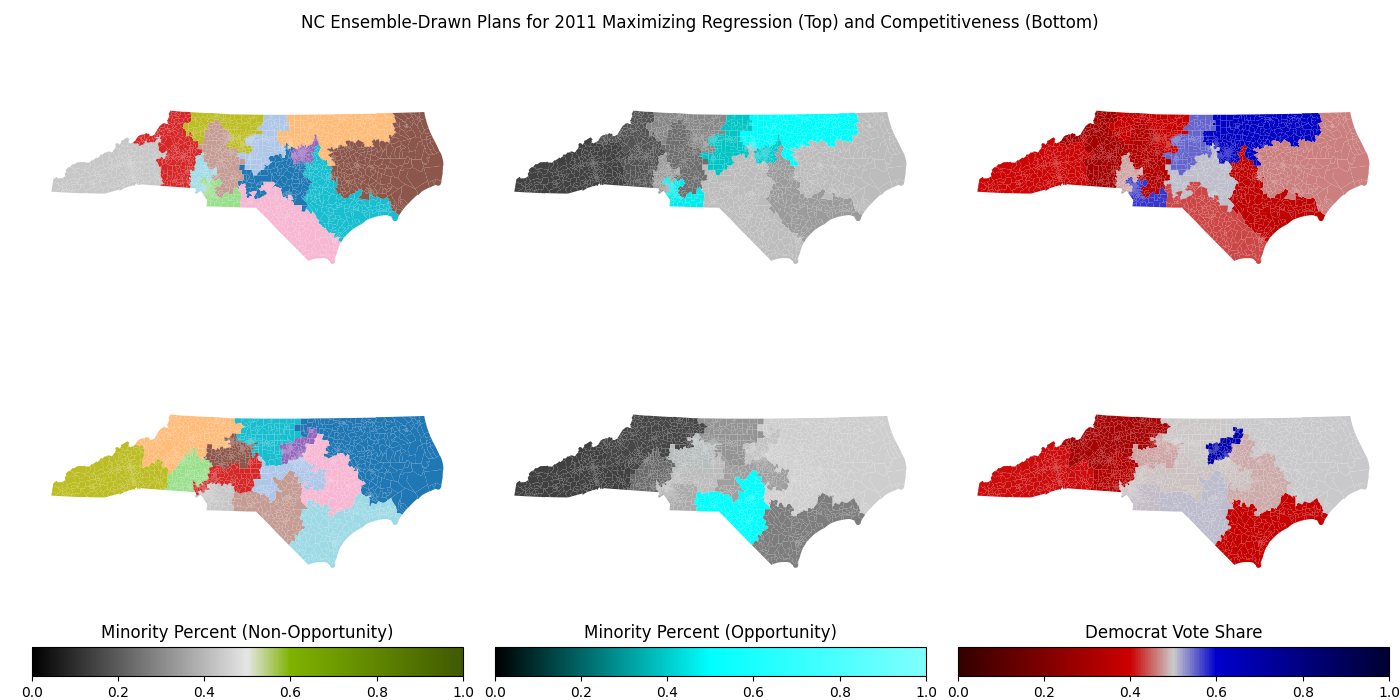 NC Ensemble-Drawn Plans for 2011 Maximizing Regression (Top) and Competitiveness (Bottom)
Minority Percent (Non-Opportunity)
0.0 0.2 0.4 0.6 0.8 1.0
Minority Percent (Opportunity)
0.0 0.2 0.4 0.6 0.8 1.0
Democrat Vote Share
0.0 0.2 0.4 0.6 0.8 1.0